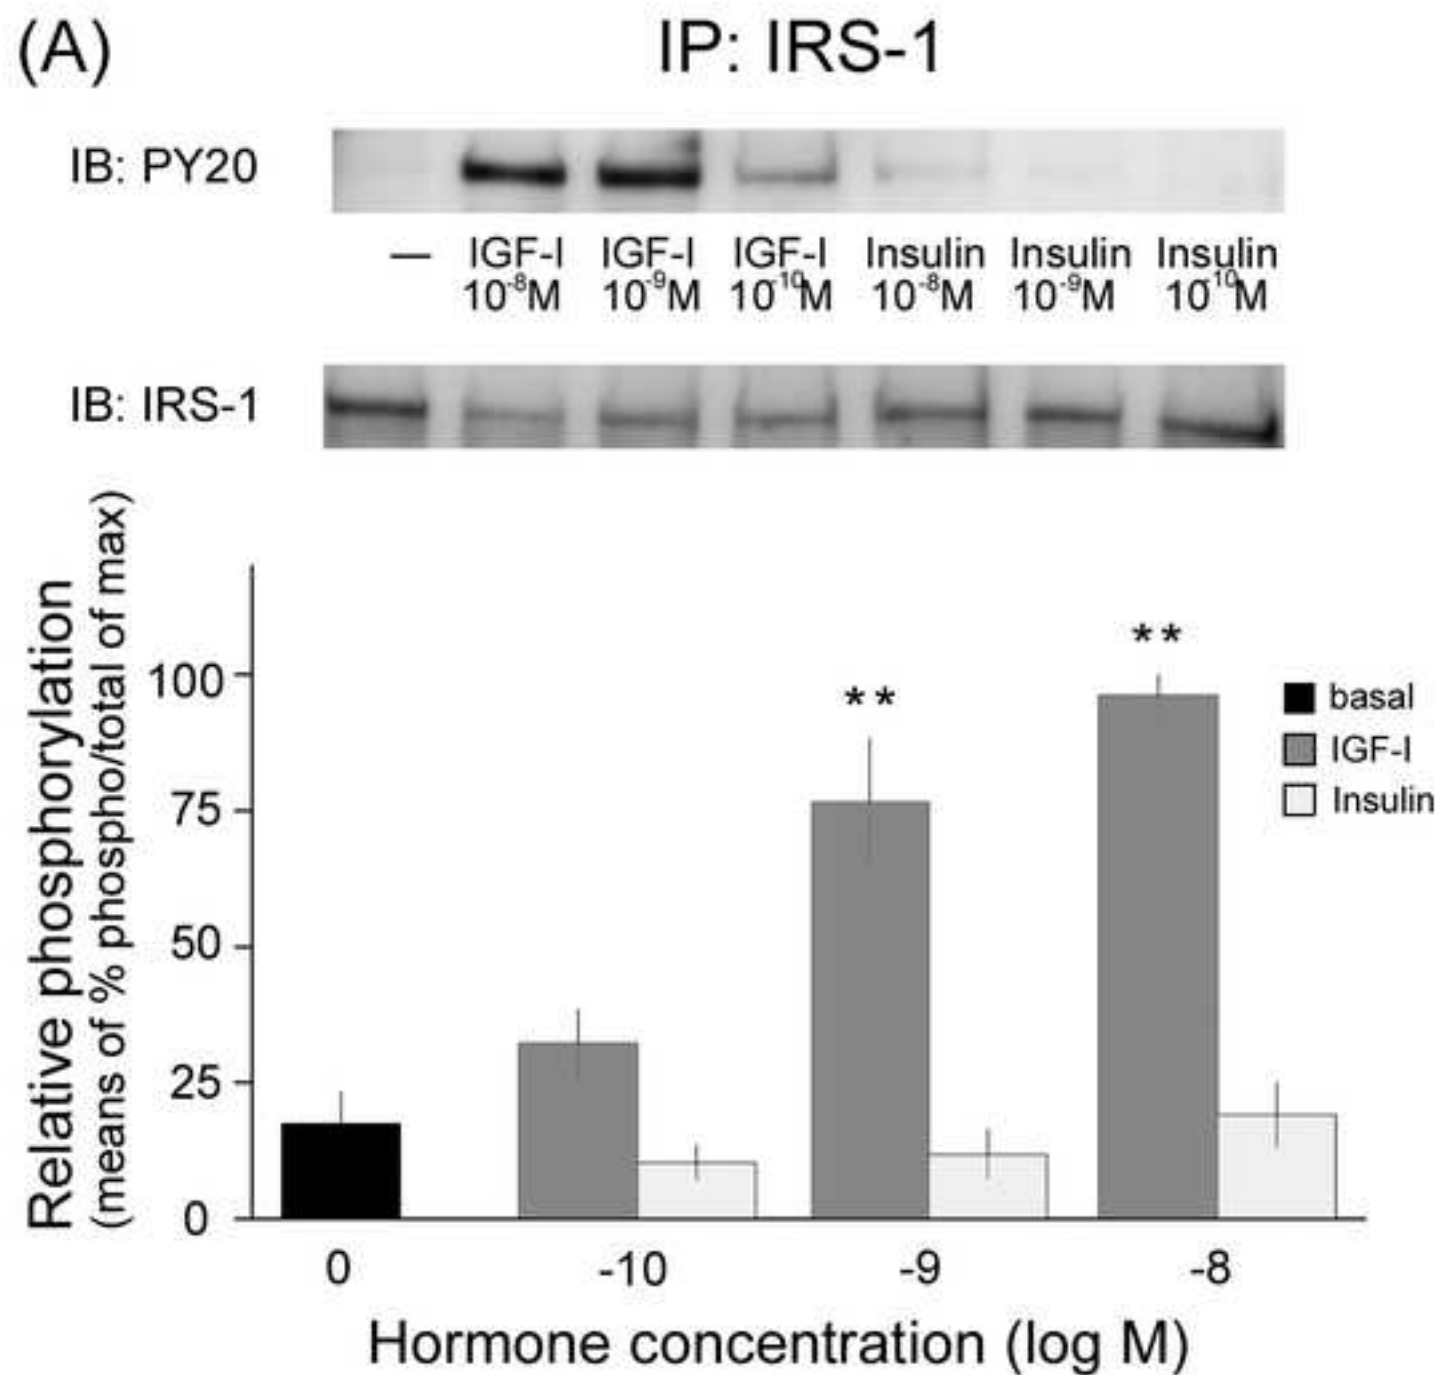 (A)
IP: IRS-1
IB: PY20
— IGF-I IGF-I IGF-I Insulin Insulin Insulin
10⁻⁸M 10⁻⁹M 10⁻¹⁰M 10⁻⁸M 10⁻⁹M 10⁻¹⁰M
IB: IRS-1
Relative phosphorylation
(means of % phospho/total of max)
100
75
50
25
0
**
**
basal
IGF-I
Insulin
0 -10 -9 -8
Hormone concentration (log M)